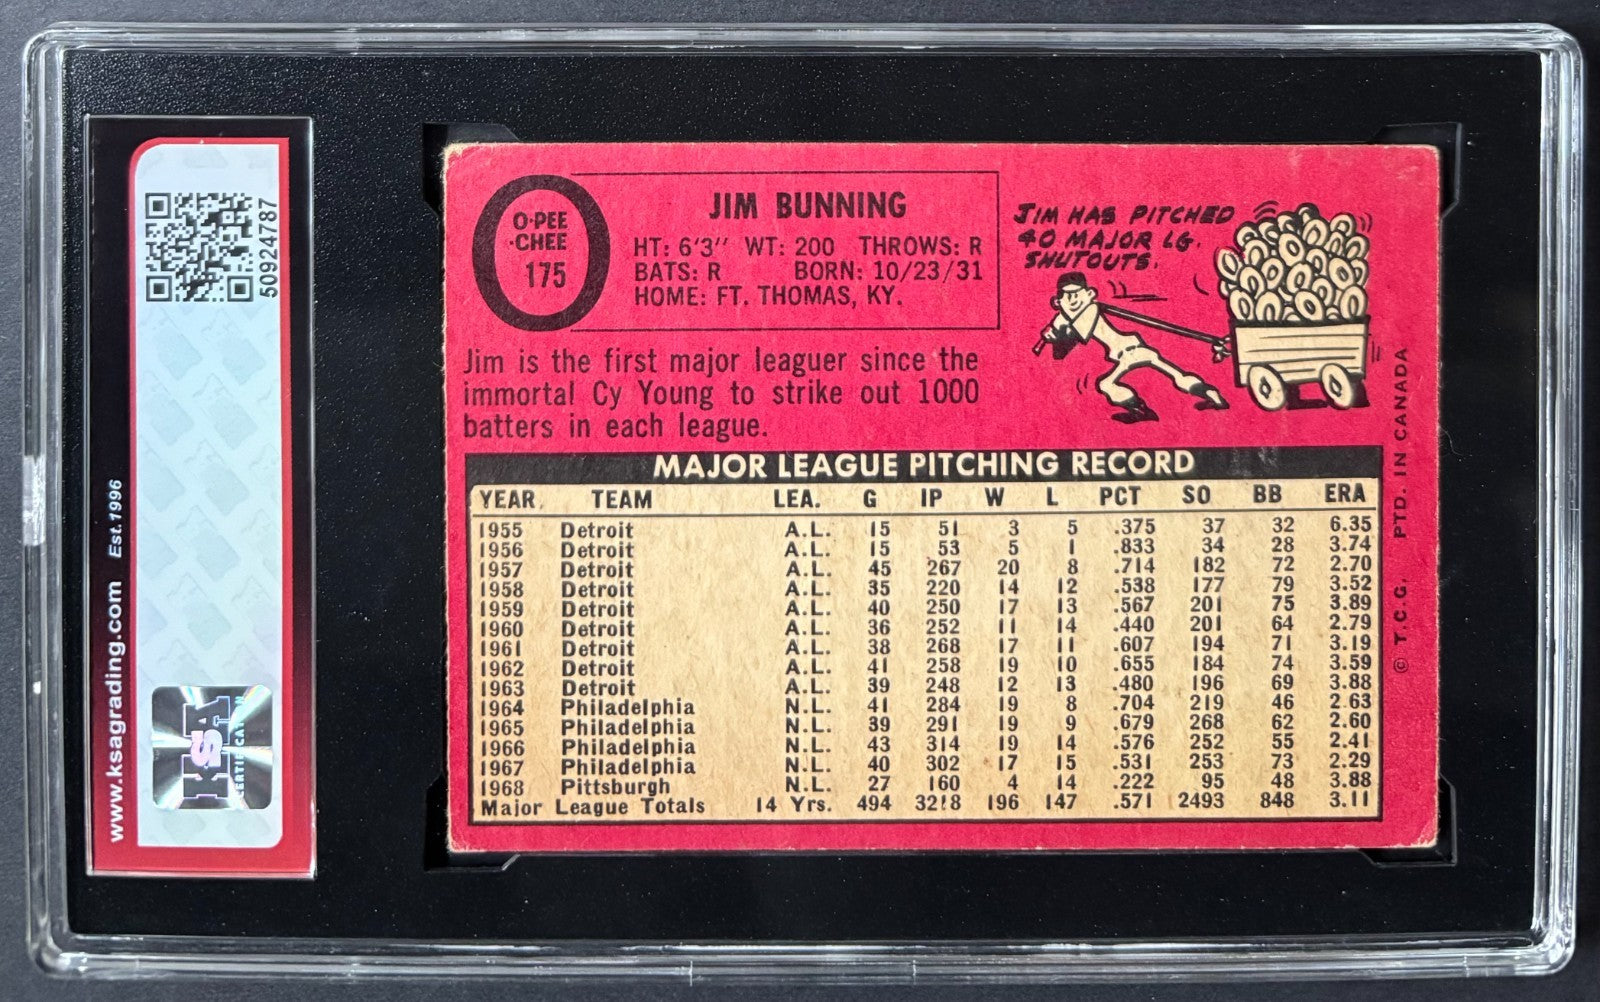 50924787
www.ksagrading.com Est.1996
KSA
O-PEE
-CHEE
175
JIM BUNNING
HT: 6'3" WT: 200 THROWS: R
BATS: R BORN: 10/23/31
HOME: FT. THOMAS, KY.
JIM HAS PITCHED
40 MAJOR LG.
SHUTOUTS.
Jim is the first major leaguer since the
immortal Cy Young to strike out 1000
batters in each league.
MAJOR LEAGUE PITCHING RECORD
YEAR TEAM LEA. G IP W L PCT SO BB ERA
1955 Detroit A.L. 15 51 3 5 .375 37 32 6.35
1956 Detroit A.L. 15 53 5 1 .833 34 28 3.74
1957 Detroit A.L. 45 267 20 8 .714 182 72 2.70
1958 Detroit A.L. 35 220 14 12 .538 177 79 3.52
1959 Detroit A.L. 40 250 17 13 .567 201 75 3.89
1960 Detroit A.L. 36 252 11 14 .440 201 64 2.79
1961 Detroit A.L. 38 268 17 11 .607 194 71 3.19
1962 Detroit A.L. 41 258 19 10 .655 184 74 3.59
1963 Detroit A.L. 39 248 12 13 .480 196 69 3.88
1964 Philadelphia N.L. 41 284 19 8 .704 219 46 2.63
1965 Philadelphia N.L. 39 291 19 9 .679 268 62 2.60
1966 Philadelphia N.L. 43 314 19 14 .576 252 55 2.41
1967 Philadelphia N.L. 40 302 17 15 .531 253 73 2.29
1968 Pittsburgh N.L. 27 160 4 14 .222 95 48 3.88
Major League Totals 14 Yrs. 494 3218 196 147 .571 2493 848 3.11
© T.C.G. PTD. IN CANADA